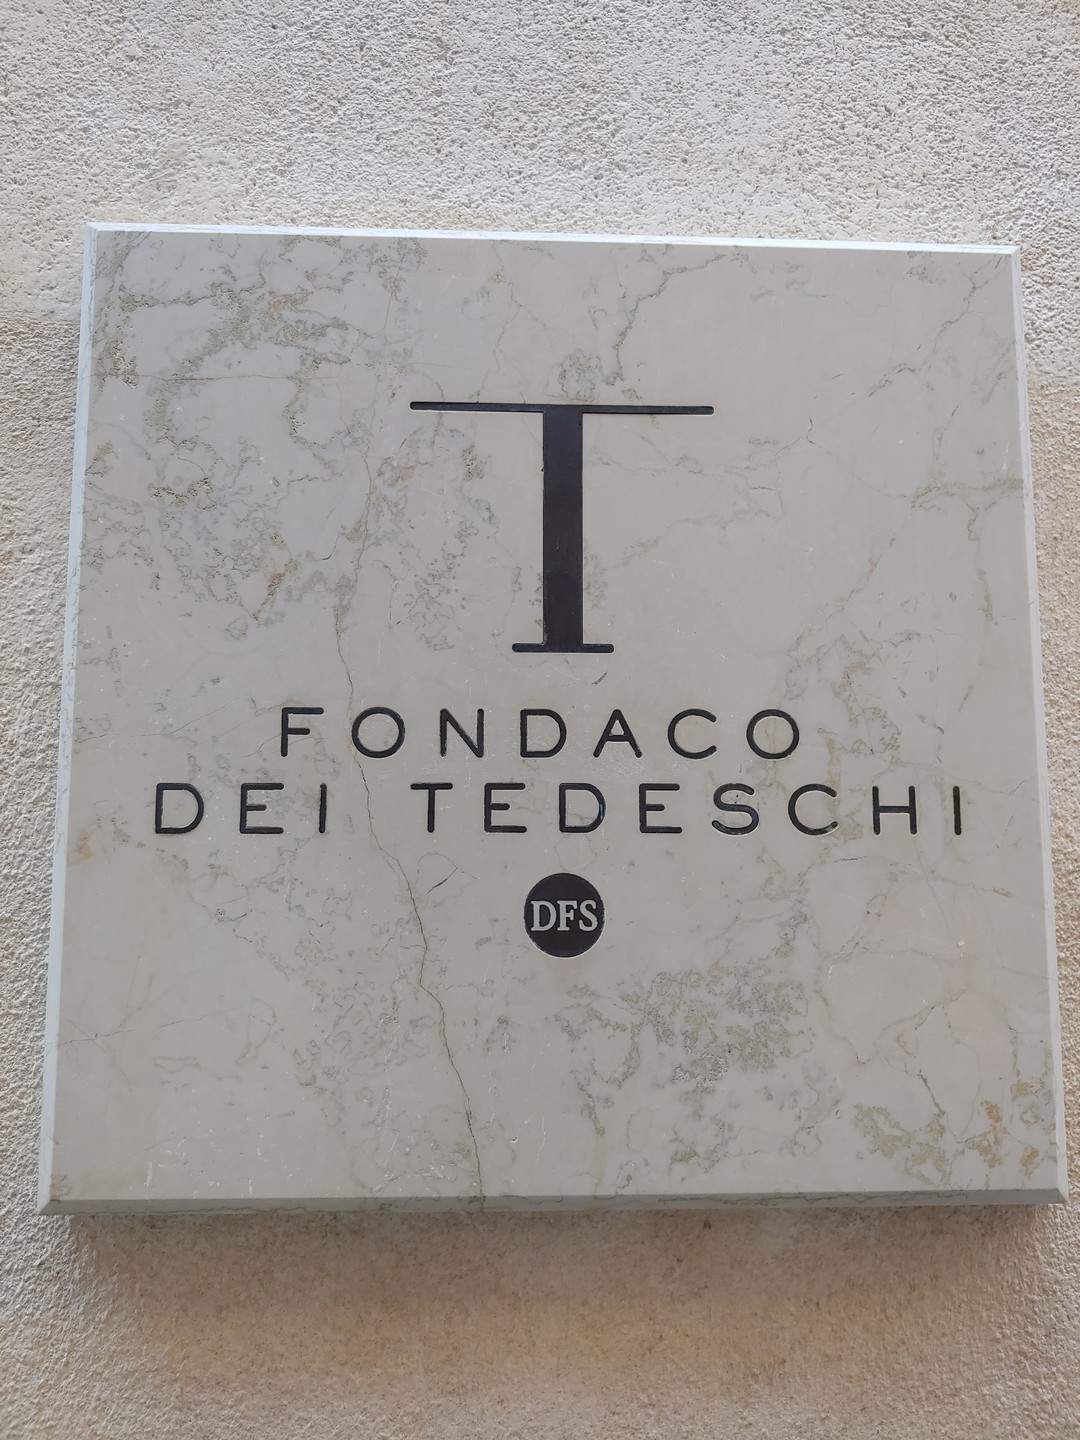 T
FONDACO
DEI TEDESCHI
DFS